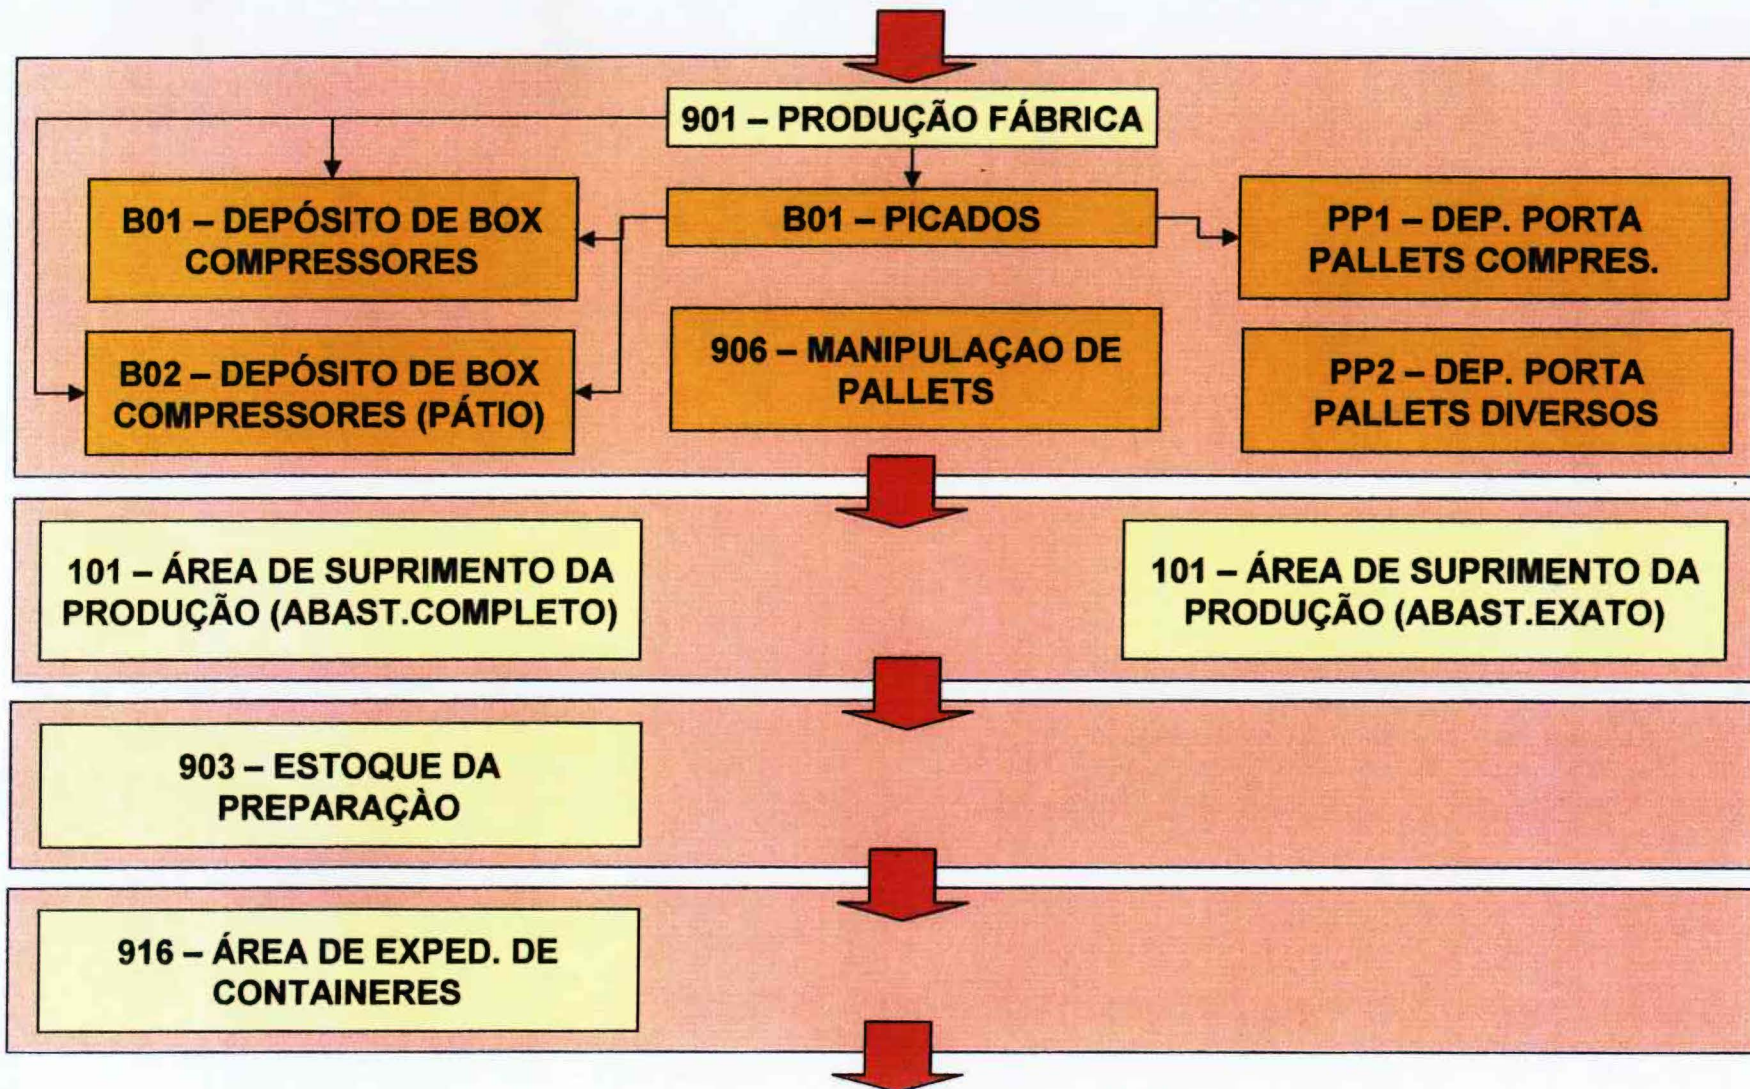 901 – PRODUÇÃO FÁBRICA
B01 – DEPÓSITO DE BOX
COMPRESSORES
B01 – PICADOS
PP1 – DEP. PORTA
PALLETS COMPRES.
B02 – DEPÓSITO DE BOX
COMPRESSORES (PÁTIO)
906 – MANIPULAÇAO DE
PALLETS
PP2 – DEP. PORTA
PALLETS DIVERSOS
101 – ÁREA DE SUPRIMENTO DA
PRODUÇÃO (ABAST.COMPLETO)
101 – ÁREA DE SUPRIMENTO DA
PRODUÇÃO (ABAST.EXATO)
903 – ESTOQUE DA
PREPARAÇÀO
916 – ÁREA DE EXPED. DE
CONTAINERES